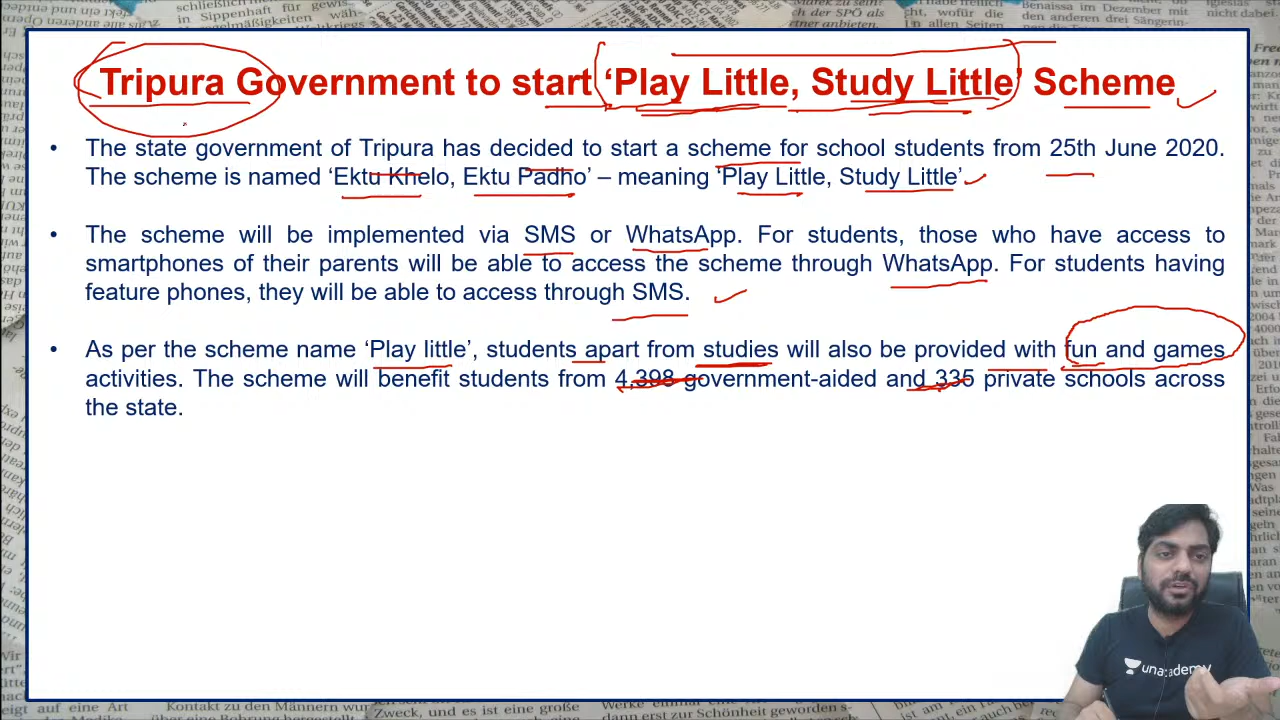 Tripura Government to start ‘Play Little, Study Little’ Scheme
• The state government of Tripura has decided to start a scheme for school students from 25th June 2020.
The scheme is named ‘Ektu Khelo, Ektu Padho’ – meaning ‘Play Little, Study Little’
• The scheme will be implemented via SMS or WhatsApp. For students, those who have access to
smartphones of their parents will be able to access the scheme through WhatsApp. For students having
feature phones, they will be able to access through SMS.
• As per the scheme name ‘Play little’, students apart from studies will also be provided with fun and games
activities. The scheme will benefit students from 4,398 government-aided and 335 private schools across
the state.
unacademy